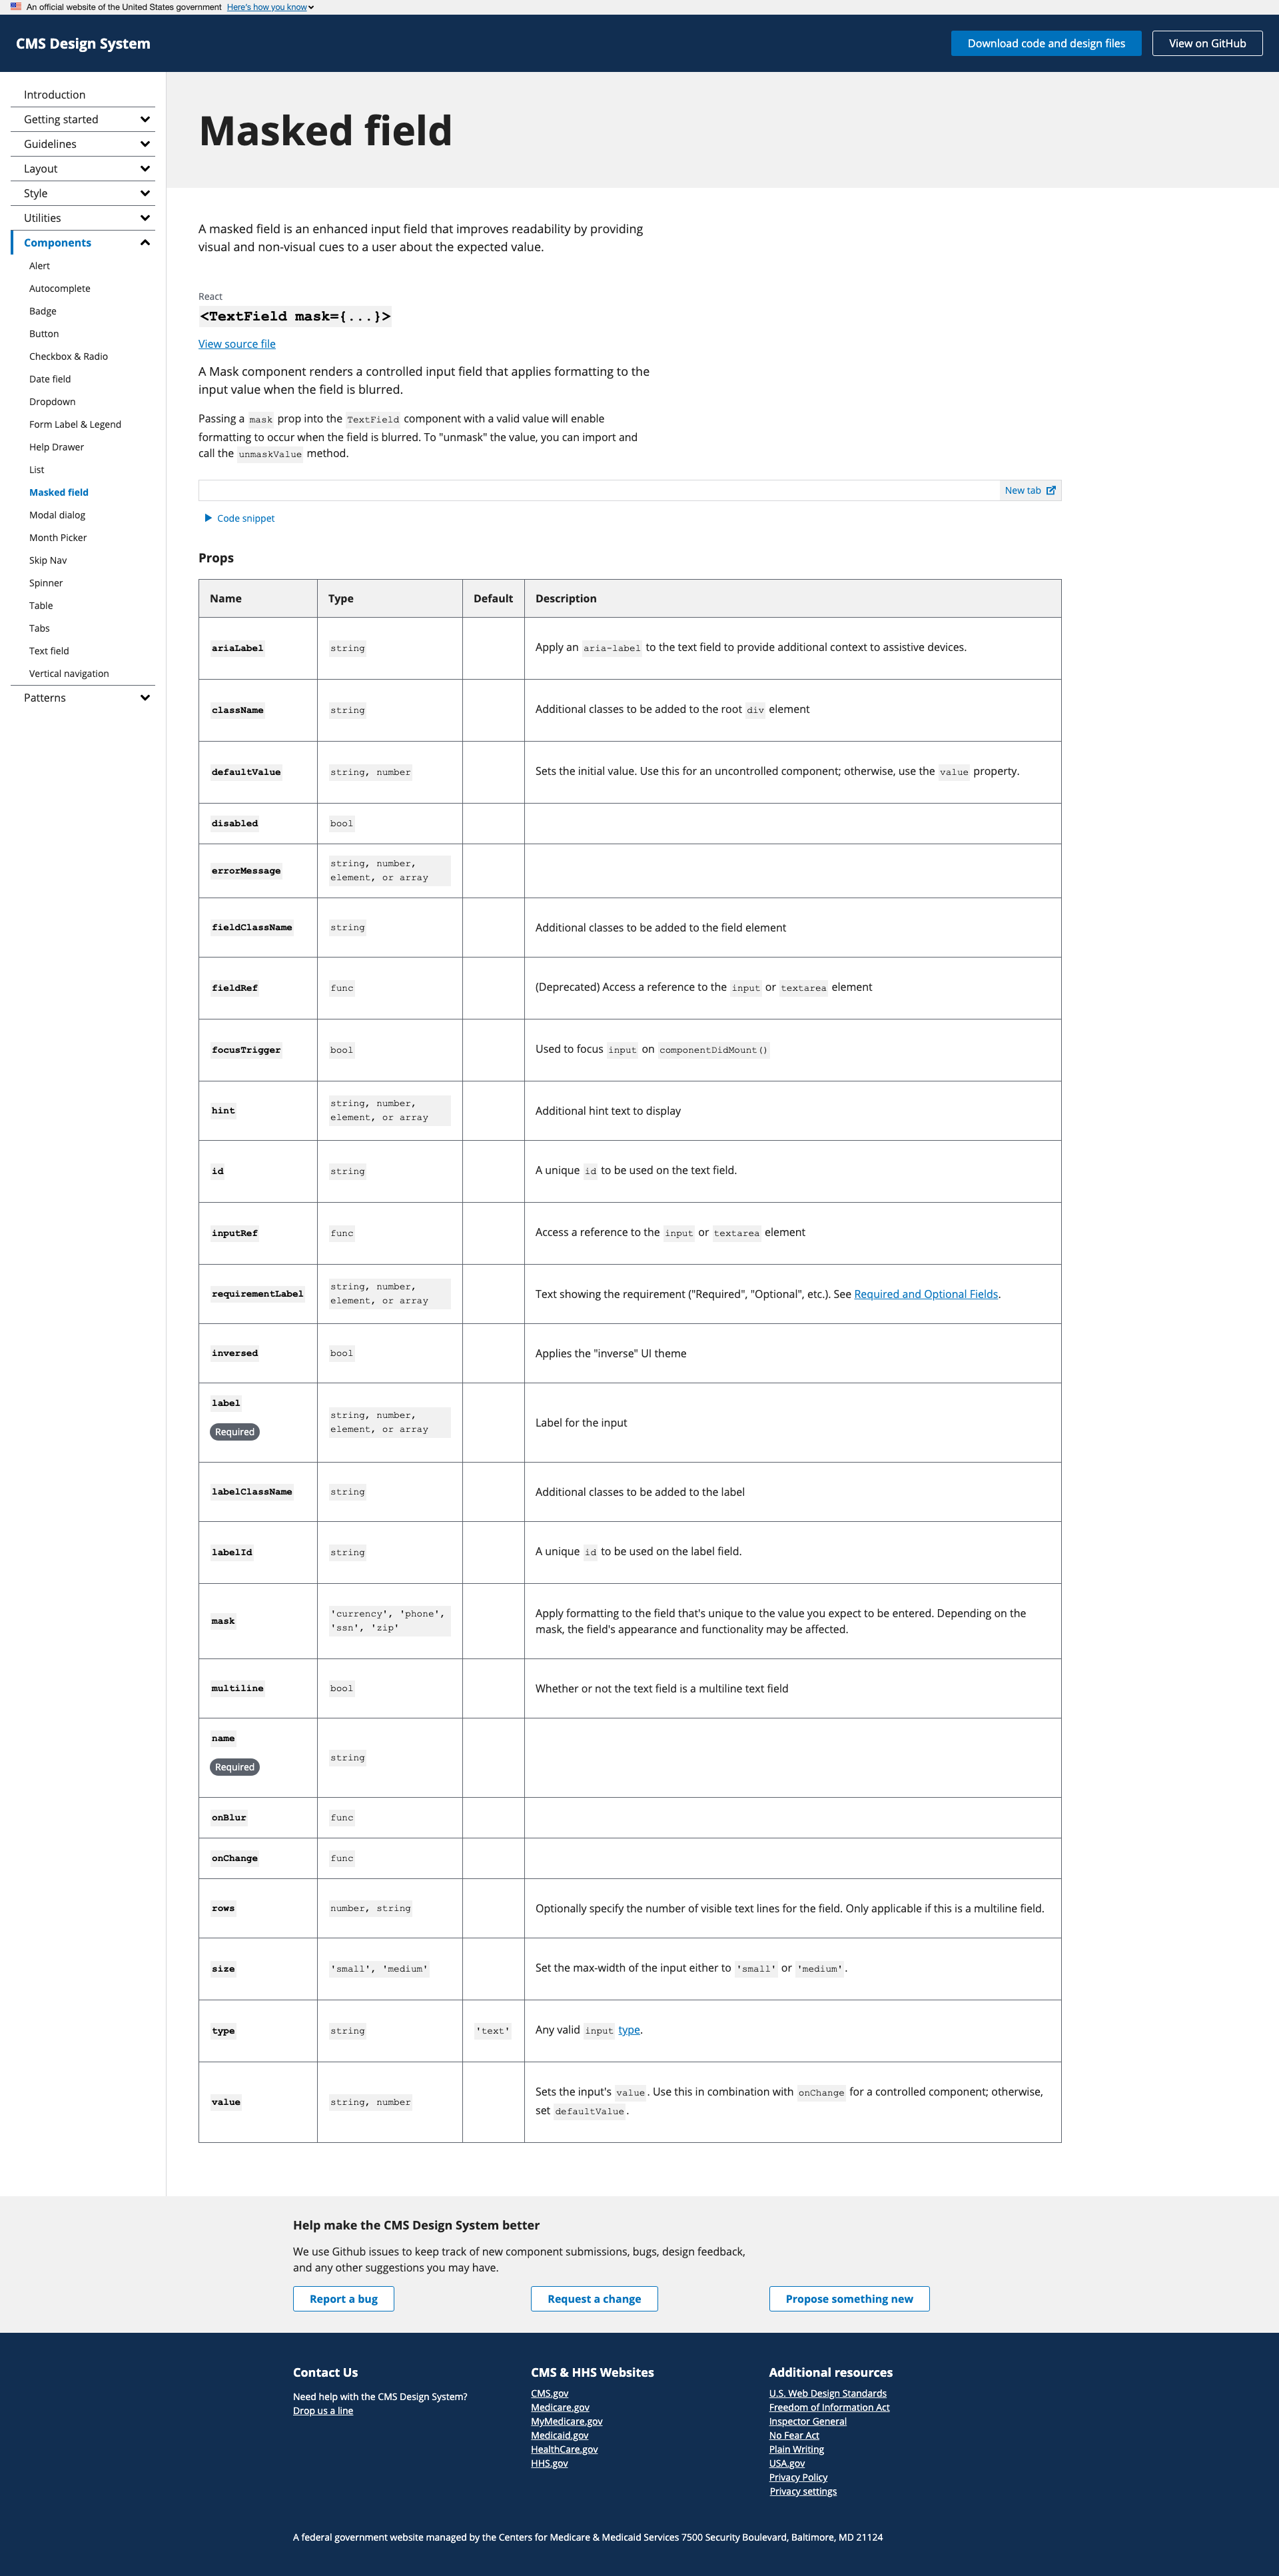 An official website of the United States government Here's how you know
CMS Design System
Download code and design files
View on GitHub
Introduction
Getting started
Guidelines
Layout
Style
Utilities
Components
Alert
Autocomplete
Badge
Button
Checkbox & Radio
Date field
Dropdown
Form Label & Legend
Help Drawer
List
Masked field
Modal dialog
Month Picker
Skip Nav
Spinner
Table
Tabs
Text field
Vertical navigation
Patterns
Masked field
A masked field is an enhanced input field that improves readability by providing
visual and non-visual cues to a user about the expected value.
React
<TextField mask={...}>
View source file
A Mask component renders a controlled input field that applies formatting to the
input value when the field is blurred.
Passing a mask prop into the TextField component with a valid value will enable
formatting to occur when the field is blurred. To "unmask" the value, you can import and
call the unmaskValue method.
New tab
Code snippet
Props
Name Type Default Description
ariaLabel string Apply an aria-label to the text field to provide additional context to assistive devices.
className string Additional classes to be added to the root div element
defaultValue string, number Sets the initial value. Use this for an uncontrolled component; otherwise, use the value property.
disabled bool
errorMessage string, number,
element, or array
fieldClassName string Additional classes to be added to the field element
fieldRef func (Deprecated) Access a reference to the input or textarea element
focusTrigger bool Used to focus input on componentDidMount()
hint string, number,
element, or array Additional hint text to display
id string A unique id to be used on the text field.
inputRef func Access a reference to the input or textarea element
requirementLabel string, number,
element, or array Text showing the requirement ("Required", "Optional", etc.). See Required and Optional Fields.
inversed bool Applies the "inverse" UI theme
label
Required
string, number,
element, or array Label for the input
labelClassName string Additional classes to be added to the label
labelId string A unique id to be used on the label field.
mask 'currency', 'phone',
'ssn', 'zip'
Apply formatting to the field that's unique to the value you expect to be entered. Depending on the
mask, the field's appearance and functionality may be affected.
multiline bool Whether or not the text field is a multiline text field
name
Required
string
onBlur func
onChange func
rows number, string Optionally specify the number of visible text lines for the field. Only applicable if this is a multiline field.
size 'small', 'medium' Set the max-width of the input either to 'small' or 'medium'.
type string 'text' Any valid input type.
value string, number
Sets the input's value. Use this in combination with onChange for a controlled component; otherwise,
set defaultValue.
Help make the CMS Design System better
We use Github issues to keep track of new component submissions, bugs, design feedback,
and any other suggestions you may have.
Report a bug
Request a change
Propose something new
Contact Us
Need help with the CMS Design System?
Drop us a line
CMS & HHS Websites
CMS.gov
Medicare.gov
MyMedicare.gov
Medicaid.gov
HealthCare.gov
HHS.gov
Additional resources
U.S. Web Design Standards
Freedom of Information Act
Inspector General
No Fear Act
Plain Writing
USA.gov
Privacy Policy
Privacy settings
A federal government website managed by the Centers for Medicare & Medicaid Services 7500 Security Boulevard, Baltimore, MD 21124